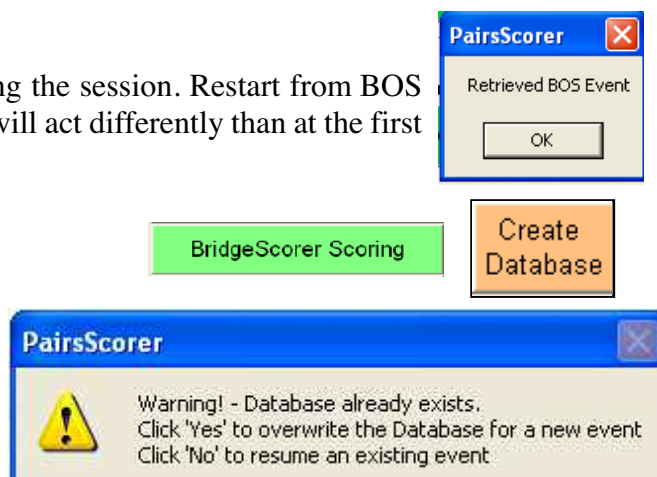 PairsScorer
ng the session. Restart from BOS
Retrieved BOS Event
will act differently than at the first
OK
BridgeScorer Scoring
Create
Database
PairsScorer
Warning! - Database already exists.
Click 'Yes' to overwrite the Database for a new event
Click 'No' to resume an existing event